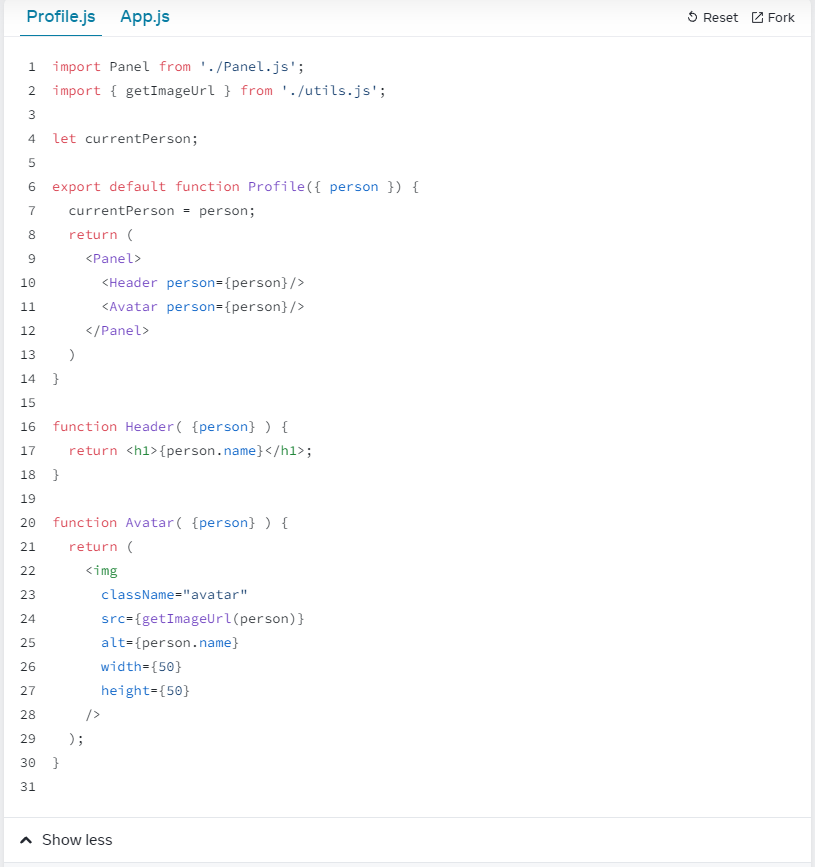 Profile.js App.js Reset Fork
1 import Panel from './Panel.js';
2 import { getImageUrl } from './utils.js';
3
4 let currentPerson;
5
6 export default function Profile({ person }) {
7   currentPerson = person;
8   return (
9     <Panel>
10       <Header person={person}/>
11       <Avatar person={person}/>
12     </Panel>
13   )
14 }
15
16 function Header( {person} ) {
17   return <h1>{person.name}</h1>;
18 }
19
20 function Avatar( {person} ) {
21   return (
22     <img
23       className="avatar"
24       src={getImageUrl(person)}
25       alt={person.name}
26       width={50}
27       height={50}
28     />
29   );
30 }
31
Show less